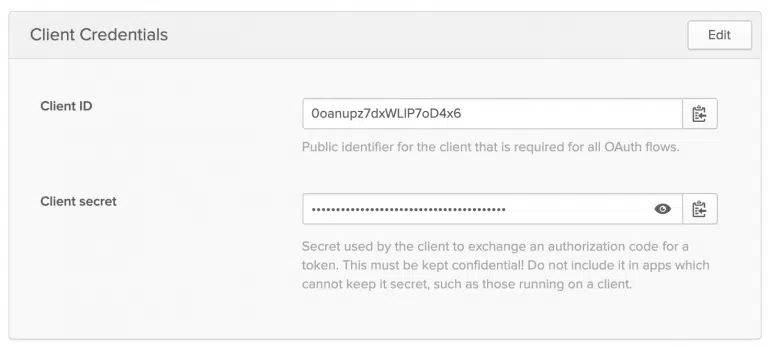 Client Credentials
Edit
Client ID
0oanupz7dxWLlP7oD4x6
Public identifier for the client that is required for all OAuth flows.
Client secret
••••••••••••••••••••••••••••••••••••••••
Secret used by the client to exchange an authorization code for a
token. This must be kept confidential! Do not include it in apps which
cannot keep it secret, such as those running on a client.